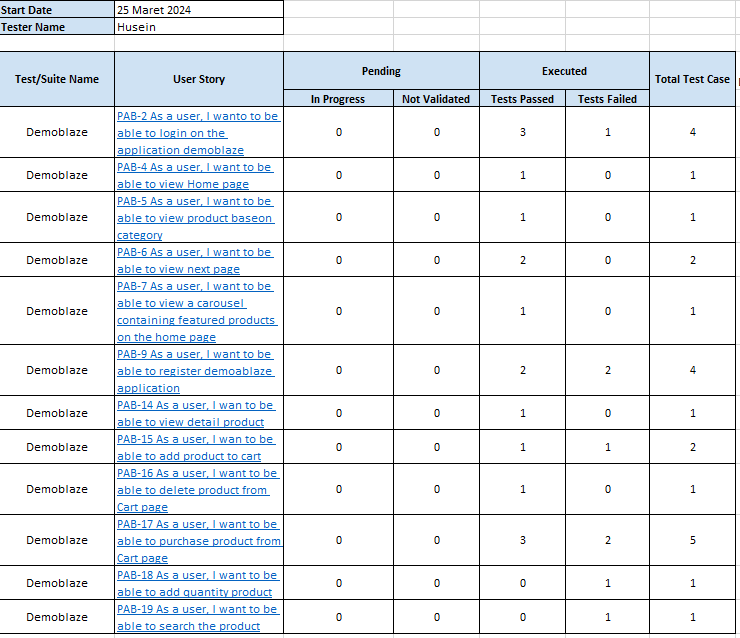 Start Date 25 Maret 2024
Tester Name Husein
Test/Suite Name User Story Pending Executed Total Test Case
In Progress Not Validated Tests Passed Tests Failed
Demoblaze PAB-2 As a user, I wanto to be
able to login on the
application demoblaze 0 0 3 1 4
Demoblaze PAB-4 As a user, I want to be
able to view Home page 0 0 1 0 1
Demoblaze PAB-5 As a user, I want to be
able to view product baseon
category 0 0 1 0 1
Demoblaze PAB-6 As a user, I want to be
able to view next page 0 0 2 0 2
Demoblaze PAB-7 As a user, I want to be
able to view a carousel
containing featured products
on the home page 0 0 1 0 1
Demoblaze PAB-9 As a user, I want to be
able to register demoablaze
application 0 0 2 2 4
Demoblaze PAB-14 As a user, I wan to be
able to view detail product 0 0 1 0 1
Demoblaze PAB-15 As a user, I want to be
able to add product to cart 0 0 1 1 2
Demoblaze PAB-16 As a user, I want to be
able to delete product from
Cart page 0 0 1 0 1
Demoblaze PAB-17 As a user, I want to be
able to purchase product from
Cart page 0 0 3 2 5
Demoblaze PAB-18 As a user, I want to be
able to add quantity product 0 0 0 1 1
Demoblaze PAB-19 As a user, I want to be
able to search the product 0 0 0 1 1